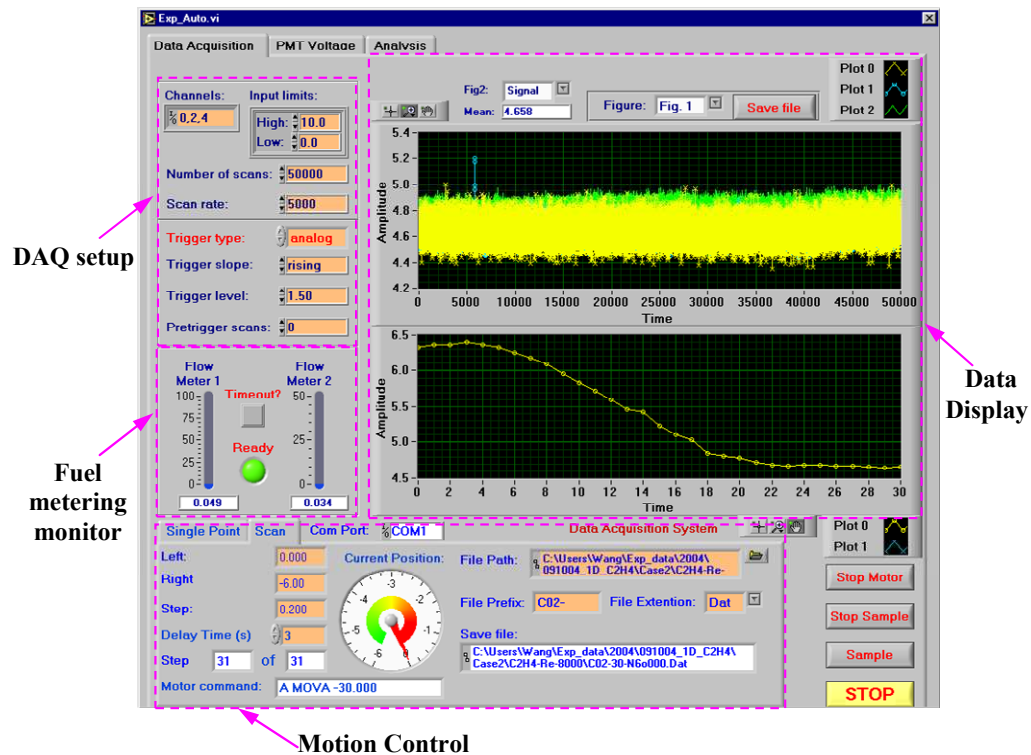 Exp_Auto.vi
Data Acquisition PMT Voltage Analysis
Channels: Input limits:
0,2,4
High: 10.0
Low: 0.0
Number of scans: 50000
Scan rate: 5000
Trigger type: analog
Trigger slope: rising
Trigger level: 1.50
Pretrigger scans: 0
DAQ setup
Fig2: Signal
Mean: 4.658
Figure: Fig. 1
Save file
Plot 0
Plot 1
Plot 2
Amplitude
5.4
5.2
5.0
4.8
4.6
4.4
4.2
0 5000 10000 15000 20000 25000 30000 35000 40000 45000 50000
Time
Amplitude
6.5
6.0
5.5
5.0
4.5
0 2 4 6 8 10 12 14 16 18 20 22 24 26 28 30
Time
Data
Display
Flow
Meter 1
100
75
50
25
0
0.049
Timeout?
Ready
Flow
Meter 2
50
25
0
0.034
Fuel
metering
monitor
Single Point Scan Com Port: COM1
Data Acquisition System
Plot 0
Plot 1
Left: 0.000
Right -6.00
Step: 0.200
Delay Time (s) 3
Step 31 of 31
Motor command: A MOVA -30.000
Current Position:
-6 -5 -4 -3 -2 -1 0
File Path: C:\Users\Wang\Exp_data\2004\
091004_1D_C2H4\Case2\C2H4-Re-
File Prefix: C02- File Extention: Dat
Save file:
C:\Users\Wang\Exp_data\2004\091004_1D_C2H4\
Case2\C2H4-Re-8000\C02-30-N6o000.Dat
Stop Motor
Stop Sample
Sample
STOP
Motion Control